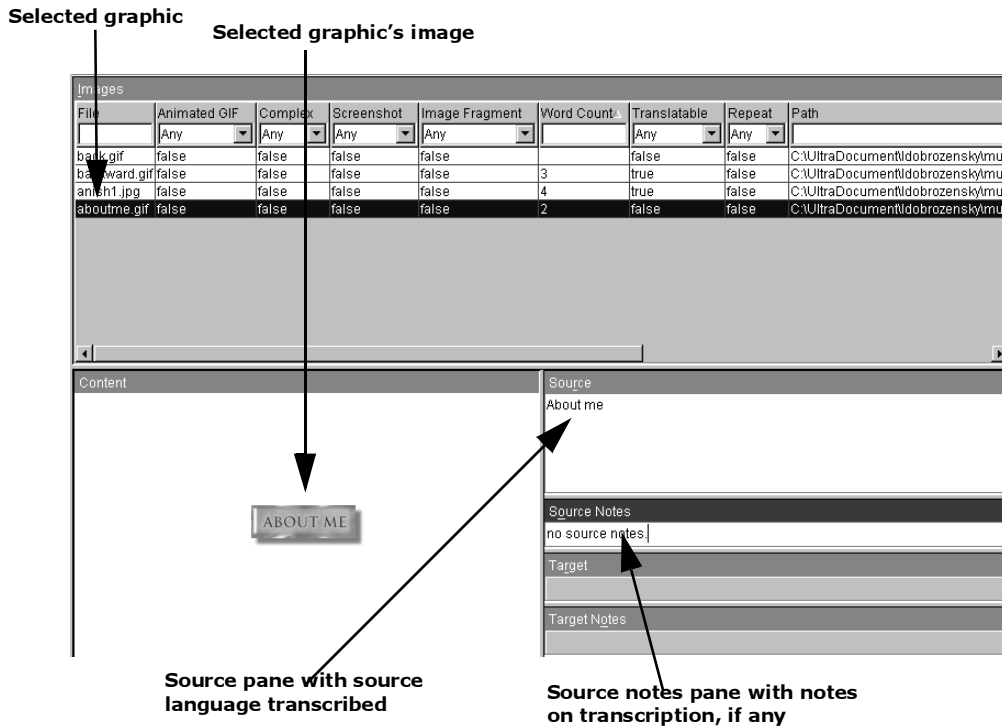 Selected graphic
Selected graphic's image
Images
File Animated GIF Complex Screenshot Image Fragment Word Count Translatable Repeat Path
Any Any Any Any Any Any
back.gif false false false false false false C:\UltraDocument\ldobrozensky\mu
backward.gif false false false false 3 true false C:\UltraDocument\ldobrozensky\mu
anish1.jpg false false false false 4 true false C:\UltraDocument\ldobrozensky\mu
aboutme.gif false false false false 2 false false C:\UltraDocument\ldobrozensky\mu
Content
Source
About me
ABOUT ME
Source Notes
no source notes.
Target
Target Notes
Source pane with source
language transcribed
Source notes pane with notes
on transcription, if any